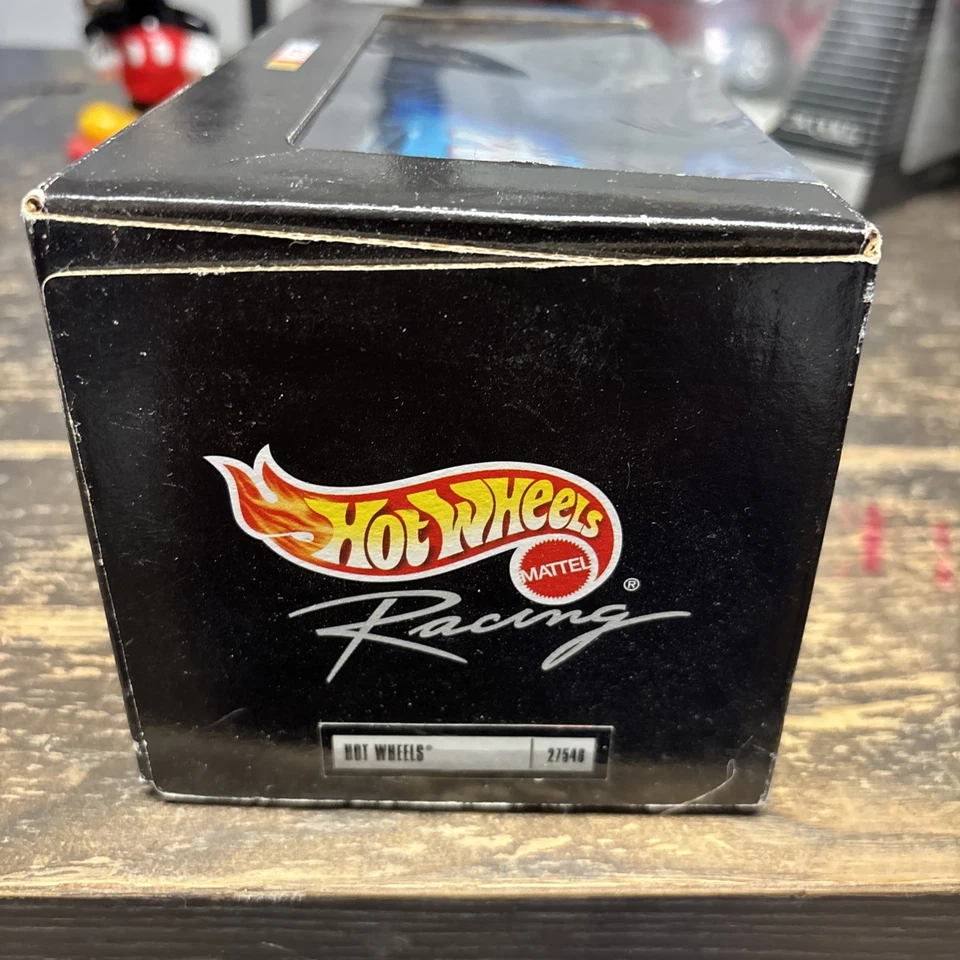 HOT WHEELS
MATTEL
®
Racing
HOT WHEELS® 27546